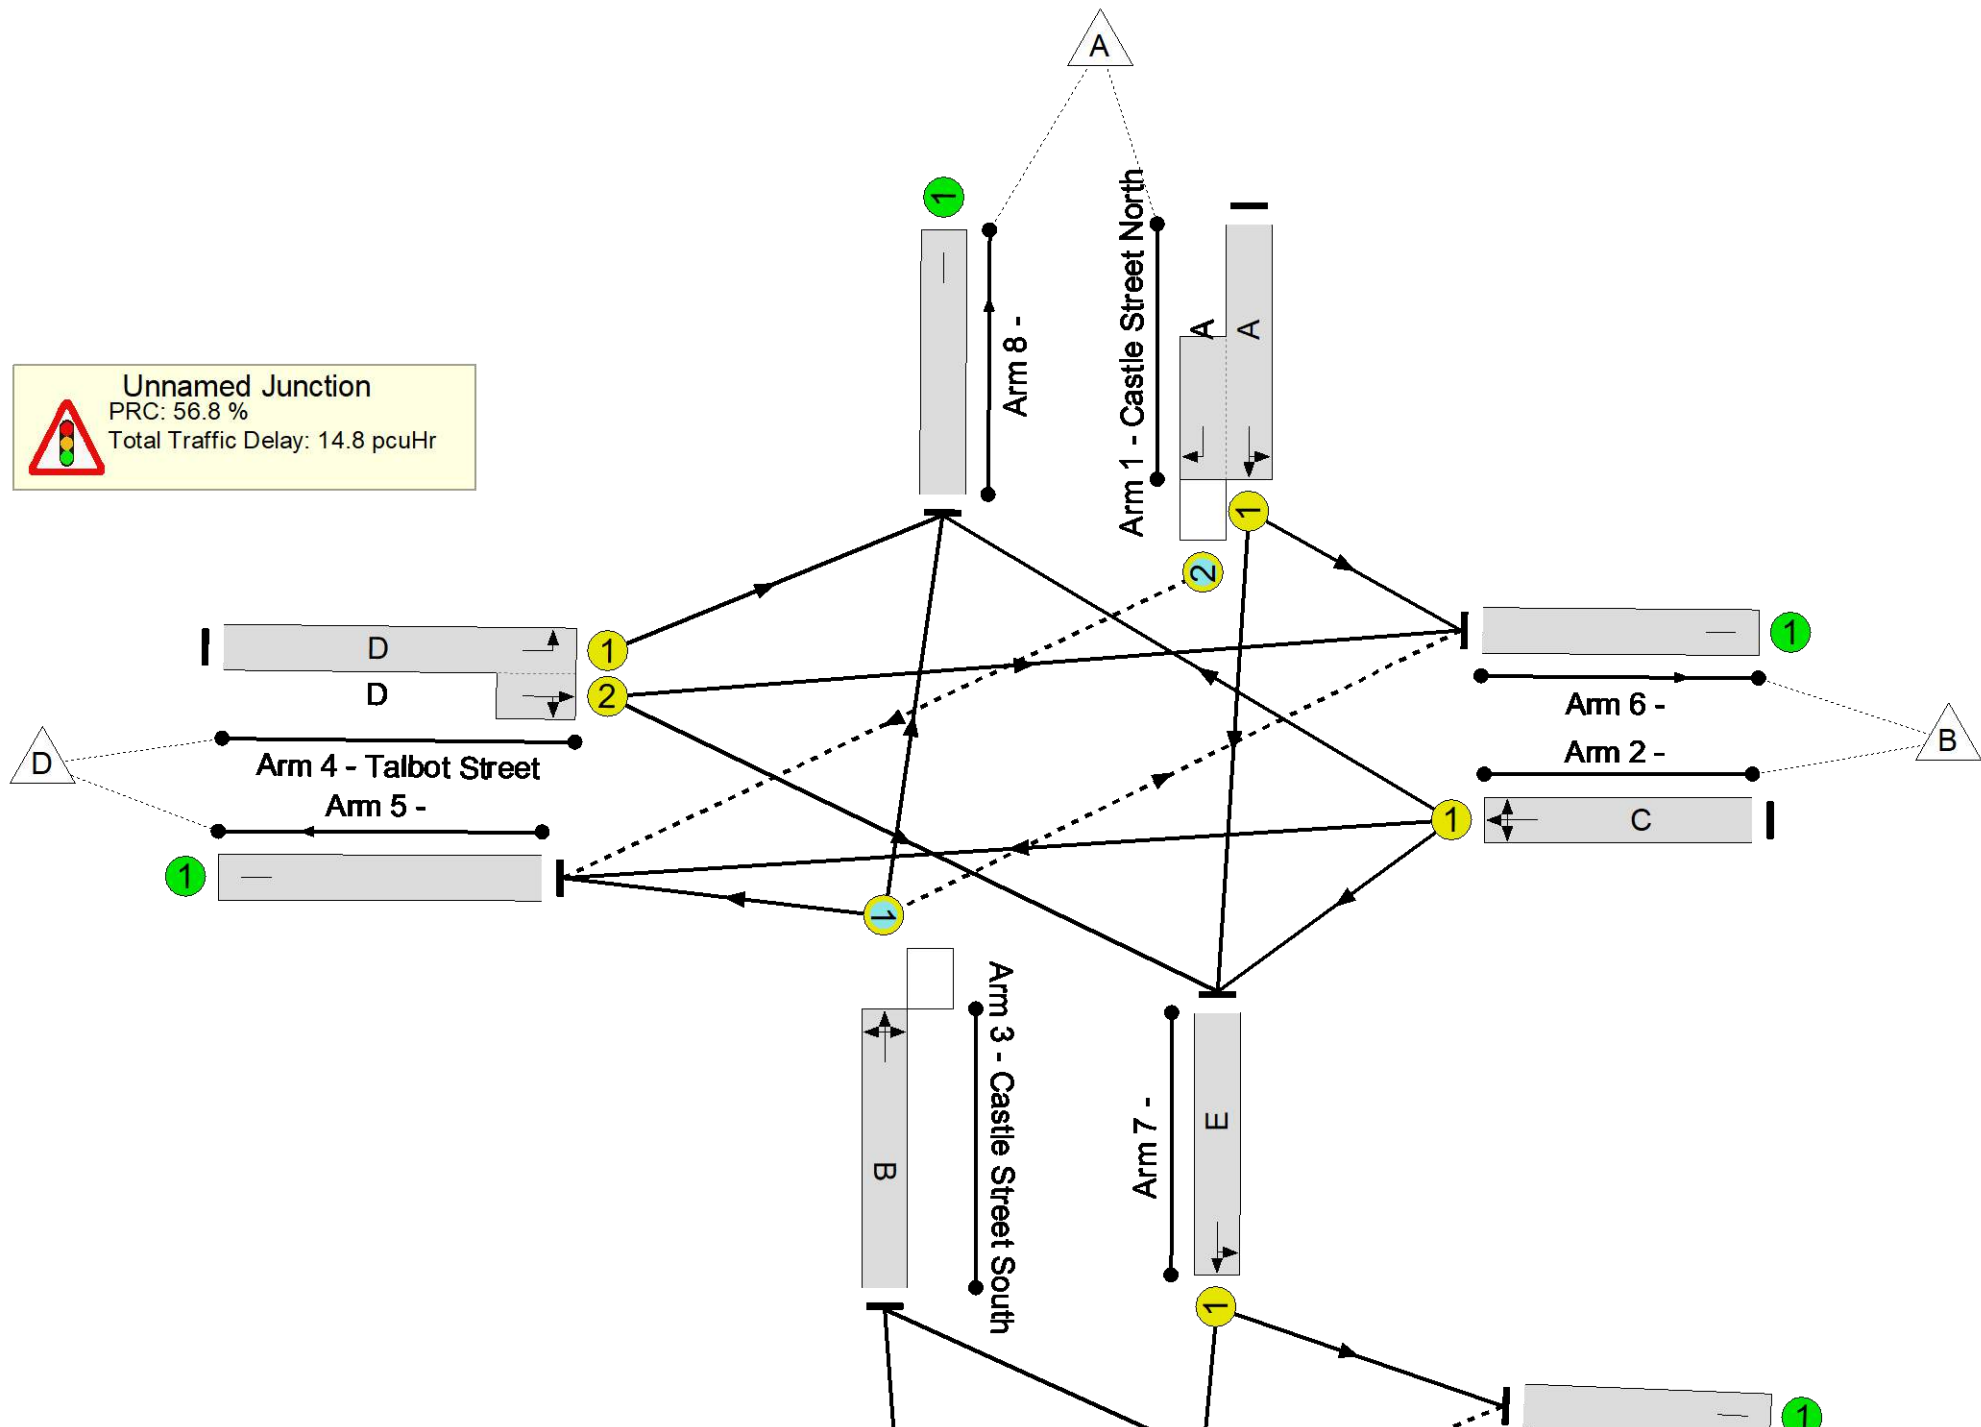 A
1
Arm 8 -
Arm 1 - Castle Street North
A
A
1
2
Unnamed Junction
PRC: 56.8 %
Total Traffic Delay: 14.8 pcuHr
D
1
D
2
D
Arm 4 - Talbot Street
Arm 5 -
1
1
Arm 6 -
Arm 2 -
B
1
C
1
Arm 3 - Castle Street South
B
Arm 7 -
E
1
1